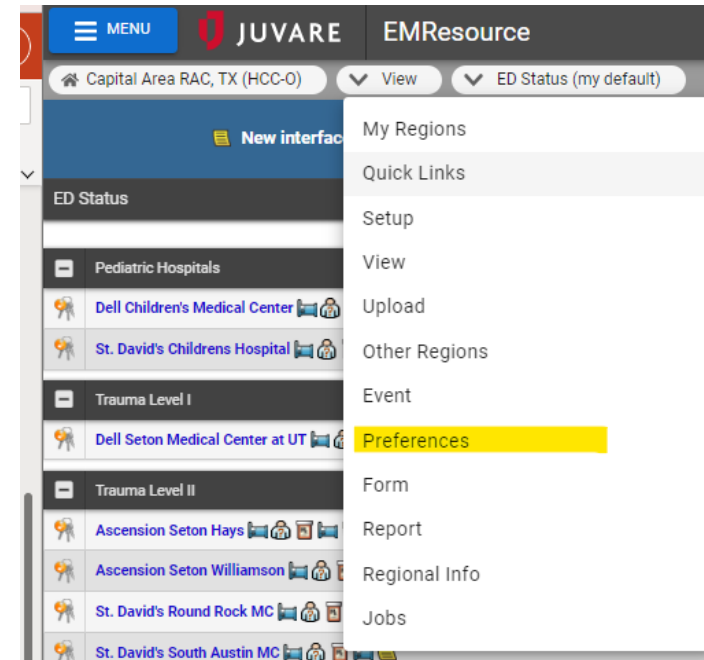 MENU JUVARE EMResource
Capital Area RAC, TX (HCC-O) View ED Status (my default)
New interfac
ED Status
Pediatric Hospitals
Dell Children's Medical Center
St. David's Childrens Hospital
Trauma Level I
Dell Seton Medical Center at UT
Trauma Level II
Ascension Seton Hays
Ascension Seton Williamson
St. David's Round Rock MC
St. David's South Austin MC
My Regions
Quick Links
Setup
View
Upload
Other Regions
Event
Preferences
Form
Report
Regional Info
Jobs